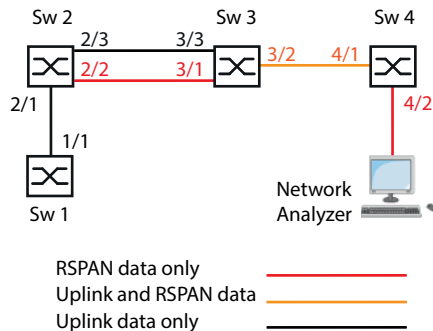 Sw 2
Sw 3
Sw 4
2/3
3/3
2/2
3/1
3/2
4/1
2/1
4/2
1/1
Sw 1
Network
Analyzer
RSPAN data only
Uplink and RSPAN data
Uplink data only